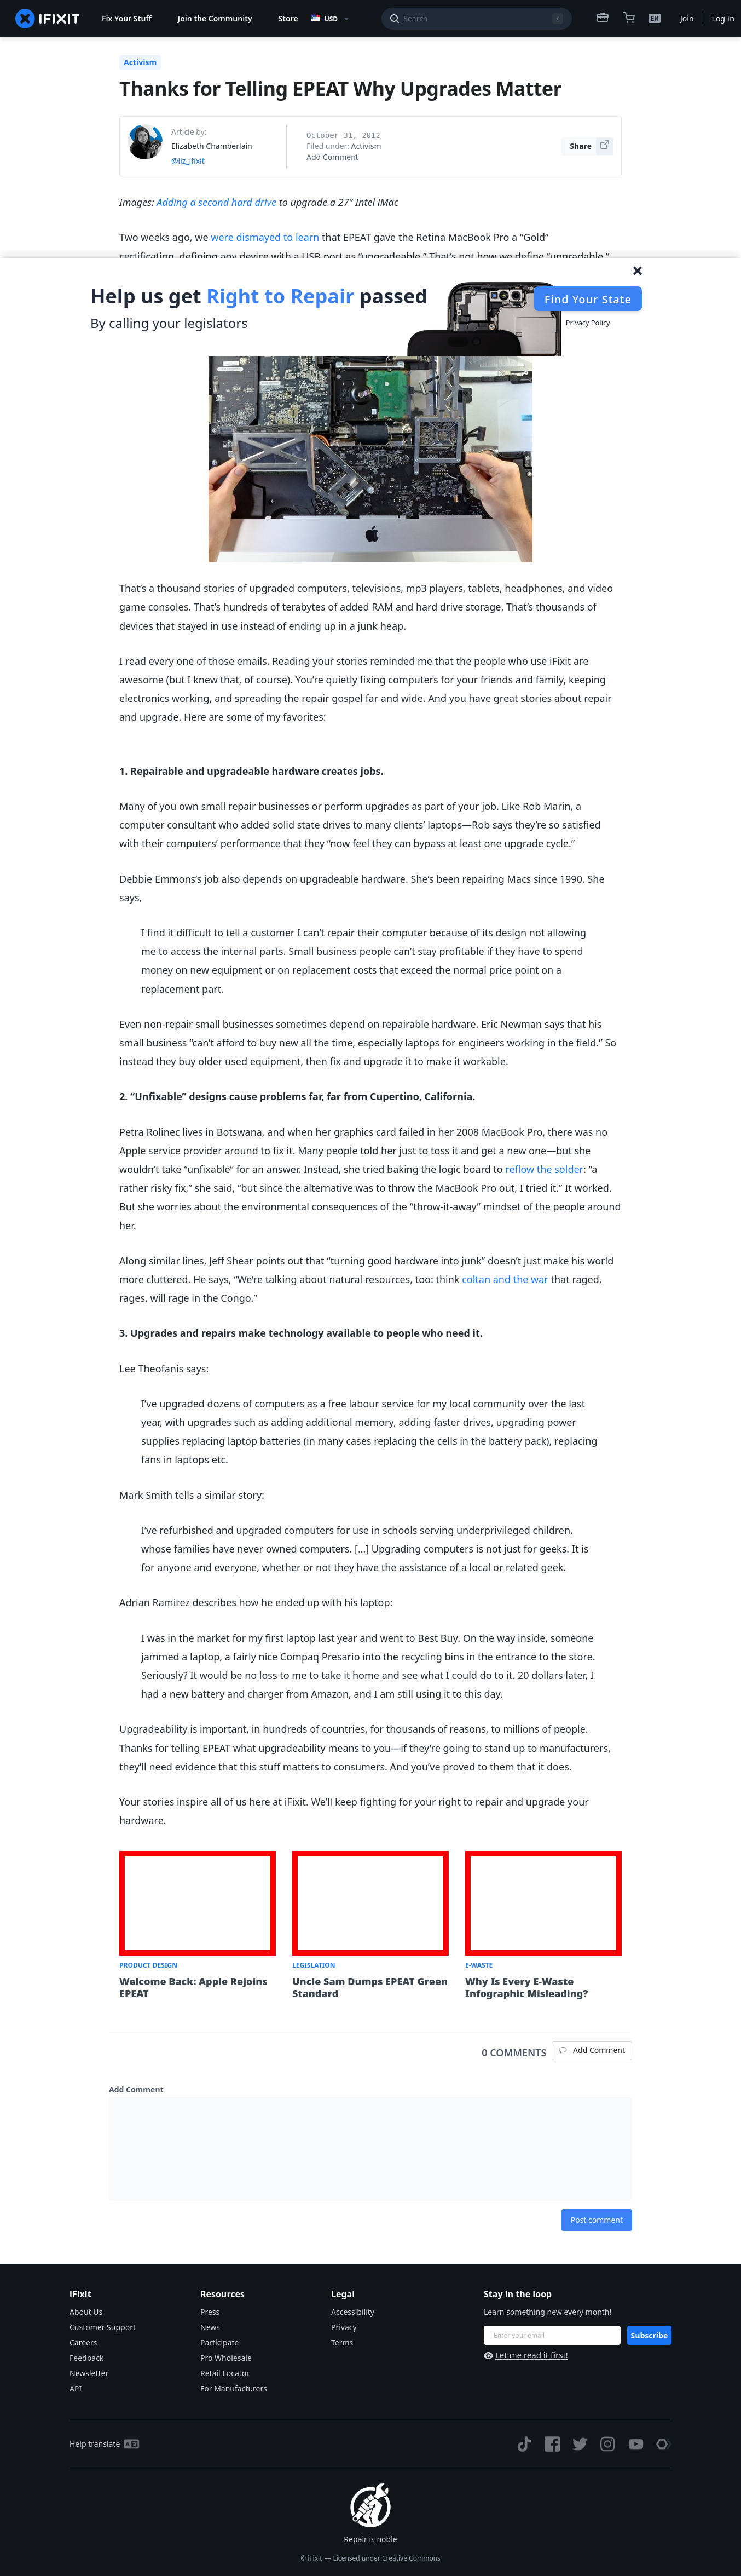 IFIXIT
Fix Your Stuff
Join the Community
Store
USD
Search
/
EN
Join
Log In
Activism
Thanks for Telling EPEAT Why Upgrades Matter
Article by:
Elizabeth Chamberlain
@liz_ifixit
October 31, 2012
Filed under: Activism
Add Comment
Share
Images: Adding a second hard drive to upgrade a 27″ Intel iMac
Two weeks ago, we were dismayed to learn that EPEAT gave the Retina MacBook Pro a “Gold”
certification, defining any device with a USB port as “upgradeable.” That’s not how we define “upgradable.”
Help us get Right to Repair passed
By calling your legislators
Find Your State
Privacy Policy
That’s a thousand stories of upgraded computers, televisions, mp3 players, tablets, headphones, and video
game consoles. That’s hundreds of terabytes of added RAM and hard drive storage. That’s thousands of
devices that stayed in use instead of ending up in a junk heap.
I read every one of those emails. Reading your stories reminded me that the people who use iFixit are
awesome (but I knew that, of course). You’re quietly fixing computers for your friends and family, keeping
electronics working, and spreading the repair gospel far and wide. And you have great stories about repair
and upgrade. Here are some of my favorites:
1. Repairable and upgradeable hardware creates jobs.
Many of you own small repair businesses or perform upgrades as part of your job. Like Rob Marin, a
computer consultant who added solid state drives to many clients’ laptops—Rob says they’re so satisfied
with their computers’ performance that they “now feel they can bypass at least one upgrade cycle.”
Debbie Emmons’s job also depends on upgradeable hardware. She’s been repairing Macs since 1990. She
says,
I find it difficult to tell a customer I can’t repair their computer because of its design not allowing
me to access the internal parts. Small business people can’t stay profitable if they have to spend
money on new equipment or on replacement costs that exceed the normal price point on a
replacement part.
Even non-repair small businesses sometimes depend on repairable hardware. Eric Newman says that his
small business “can’t afford to buy new all the time, especially laptops for engineers working in the field.” So
instead they buy older used equipment, then fix and upgrade it to make it workable.
2. “Unfixable” designs cause problems far, far from Cupertino, California.
Petra Rolinec lives in Botswana, and when her graphics card failed in her 2008 MacBook Pro, there was no
Apple service provider around to fix it. Many people told her just to toss it and get a new one—but she
wouldn’t take “unfixable” for an answer. Instead, she tried baking the logic board to reflow the solder: “a
rather risky fix,“ she said, “but since the alternative was to throw the MacBook Pro out, I tried it.” It worked.
But she worries about the environmental consequences of the “throw-it-away” mindset of the people around
her.
Along similar lines, Jeff Shear points out that “turning good hardware into junk” doesn’t just make his world
more cluttered. He says, “We’re talking about natural resources, too: think coltan and the war that raged,
rages, will rage in the Congo.”
3. Upgrades and repairs make technology available to people who need it.
Lee Theofanis says:
I’ve upgraded dozens of computers as a free labour service for my local community over the last
year, with upgrades such as adding additional memory, adding faster drives, upgrading power
supplies replacing laptop batteries (in many cases replacing the cells in the battery pack), replacing
fans in laptops etc.
Mark Smith tells a similar story:
I’ve refurbished and upgraded computers for use in schools serving underprivileged children,
whose families have never owned computers. […] Upgrading computers is not just for geeks. It is
for anyone and everyone, whether or not they have the assistance of a local or related geek.
Adrian Ramirez describes how he ended up with his laptop:
I was in the market for my first laptop last year and went to Best Buy. On the way inside, someone
jammed a laptop, a fairly nice Compaq Presario into the recycling bins in the entrance to the store.
Seriously? It would be no loss to me to take it home and see what I could do to it. 20 dollars later, I
had a new battery and charger from Amazon, and I am still using it to this day.
Upgradeability is important, in hundreds of countries, for thousands of reasons, to millions of people.
Thanks for telling EPEAT what upgradeability means to you—if they’re going to stand up to manufacturers,
they’ll need evidence that this stuff matters to consumers. And you’ve proved to them that it does.
Your stories inspire all of us here at iFixit. We’ll keep fighting for your right to repair and upgrade your
hardware.
PRODUCT DESIGN
Welcome Back: Apple Rejoins
EPEAT
LEGISLATION
Uncle Sam Dumps EPEAT Green
Standard
E-WASTE
Why Is Every E-Waste
Infographic Misleading?
0 COMMENTS
Add Comment
Add Comment
Post comment
iFixit
About Us
Customer Support
Careers
Feedback
Newsletter
API
Resources
Press
News
Participate
Pro Wholesale
Retail Locator
For Manufacturers
Legal
Accessibility
Privacy
Terms
Stay in the loop
Learn something new every month!
Enter your email
Subscribe
Let me read it first!
Help translate
Repair is noble
© iFixit — Licensed under Creative Commons